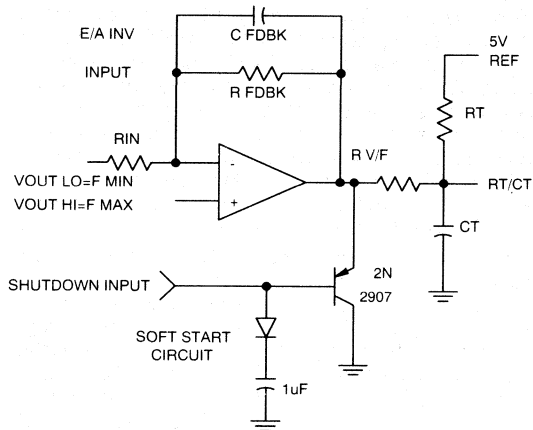 E/A INV
INPUT
C FDBK
R FDBK
5V
REF
RT
RIN
-
+
R V/F
RT/CT
VOUT LO=F MIN
VOUT HI=F MAX
CT
SHUTDOWN INPUT
2N
2907
SOFT START
CIRCUIT
1uF